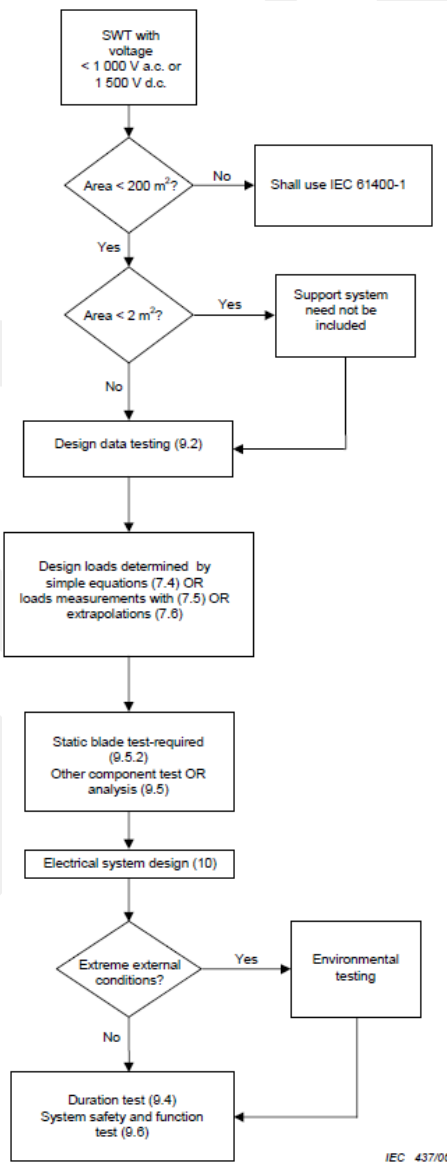 SWT with
voltage
< 1 000 V a.c. or
1 500 V d.c.
Area < 200 m²?
No
Shall use IEC 61400-1
Yes
Area < 2 m²?
Yes
Support system
need not be
included
No
Design data testing (9.2)
Design loads determined by
simple equations (7.4) OR
loads measurements with (7.5) OR
extrapolations (7.6)
Static blade test-required
(9.5.2)
Other component test OR
analysis (9.5)
Electrical system design (10)
Extreme external
conditions?
Yes
Environmental
testing
No
Duration test (9.4)
System safety and function
test (9.6)
IEC